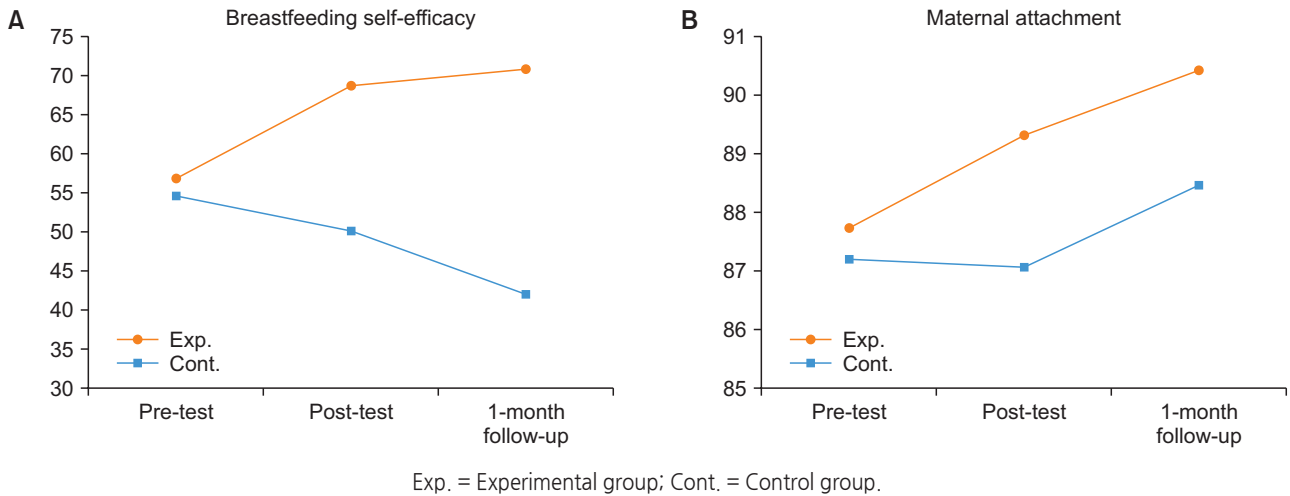 A
Breastfeeding self-efficacy
75
70
65
60
55
50
45
40
35
30
Exp.
Cont.
Pre-test
Post-test
1-month
follow-up
B
Maternal attachment
91
90
89
88
87
86
85
Exp.
Cont.
Pre-test
Post-test
1-month
follow-up
Exp. = Experimental group; Cont. = Control group.